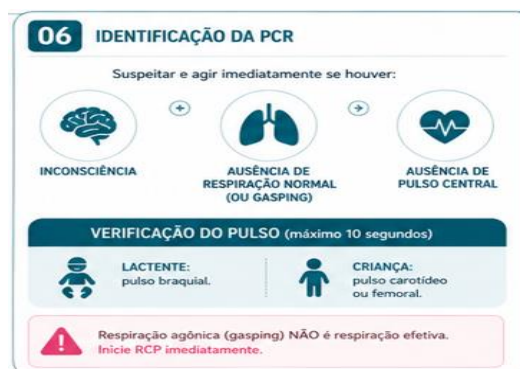 06 IDENTIFICAÇÃO DA PCR
Suspeitar e agir imediatamente se houver:
INCONSCIÊNCIA
AUSÊNCIA DE
RESPIRAÇÃO NORMAL
(OU GASPING)
AUSÊNCIA DE
PULSO CENTRAL
VERIFICAÇÃO DO PULSO (máximo 10 segundos)
LACTENTE:
pulso braquial.
CRIANÇA:
pulso carotídeo
ou femoral.
Respiração agônica (gasping) NÃO é respiração efetiva.
Inicie RCP imediatamente.